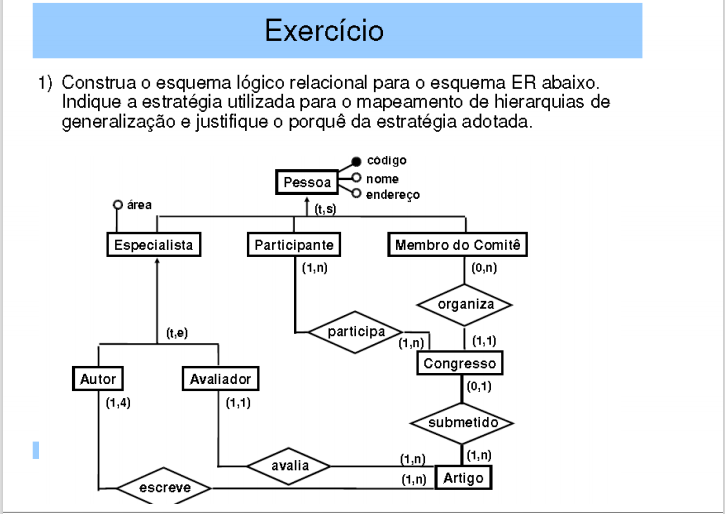 Exercício
1) Construa o esquema lógico relacional para o esquema ER abaixo.
Indique a estratégia utilizada para o mapeamento de hierarquias de
generalização e justifique o porquê da estratégia adotada.
código
Pessoa
nome
endereço
área
(t,s)
Especialista
Participante
Membro do Comitê
(1,n)
(0,n)
organiza
(t,e)
participa
(1,n)
(1,1)
Congresso
Autor
Avaliador
(0,1)
(1,4)
(1,1)
submetido
avalia
(1,n)
(1,n)
escreve
(1,n)
Artigo